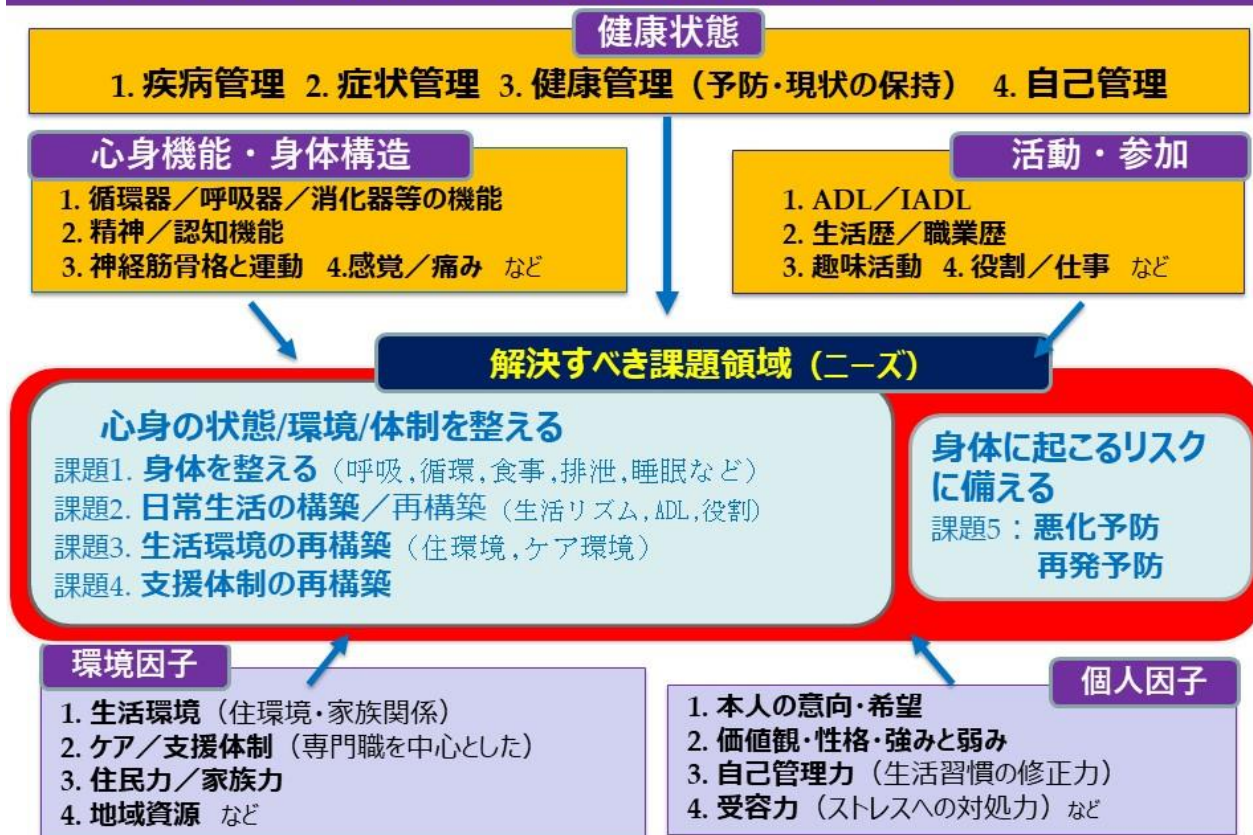 健康状態
1. 疾病管理 2. 症状管理 3. 健康管理（予防・現状の保持） 4. 自己管理
心身機能・身体構造
1. 循環器／呼吸器／消化器等の機能
2. 精神／認知機能
3. 神経筋骨格と運動 4.感覚／痛み など
活動・参加
1. ADL／IADL
2. 生活歴／職業歴
3. 趣味活動 4. 役割／仕事 など
解決すべき課題領域（ニーズ）
心身の状態/環境/体制を整える
課題1. 身体を整える（呼吸,循環,食事,排泄,睡眠など）
課題2. 日常生活の構築／再構築（生活リズム,ADL,役割）
課題3. 生活環境の再構築（住環境,ケア環境）
課題4. 支援体制の再構築
身体に起こるリスク
に備える
課題5：悪化予防
再発予防
環境因子
1. 生活環境（住環境・家族関係）
2. ケア／支援体制（専門職を中心とした）
3. 住民力／家族力
4. 地域資源 など
個人因子
1. 本人の意向・希望
2. 価値観・性格・強みと弱み
3. 自己管理力（生活習慣の修正力）
4. 受容力（ストレスへの対処力）など